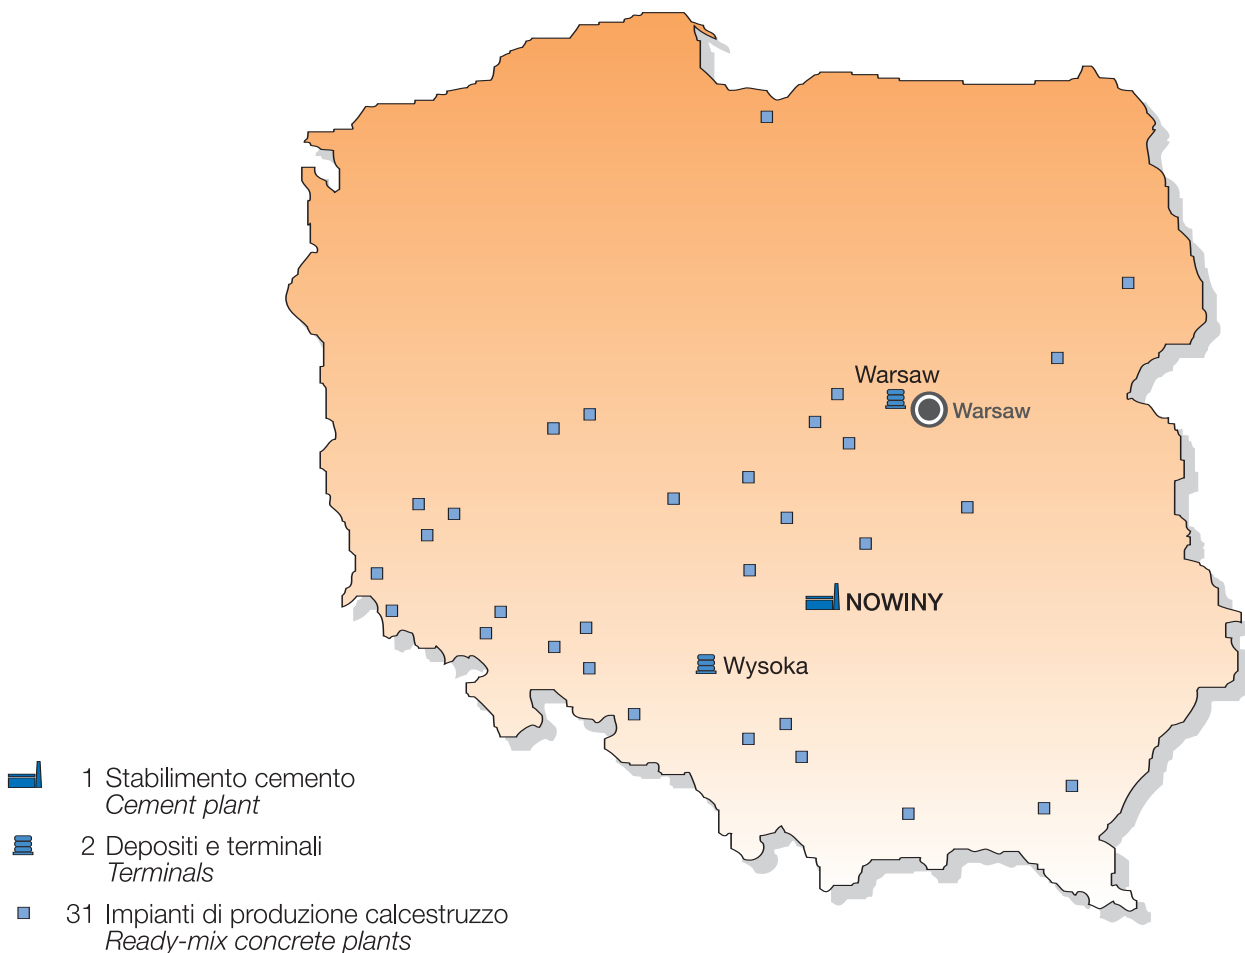 Warsaw
Warsaw
NOWINY
Wysoka
1 Stabilimento cemento
Cement plant
2 Depositi e terminali
Terminals
31 Impianti di produzione calcestruzzo
Ready-mix concrete plants